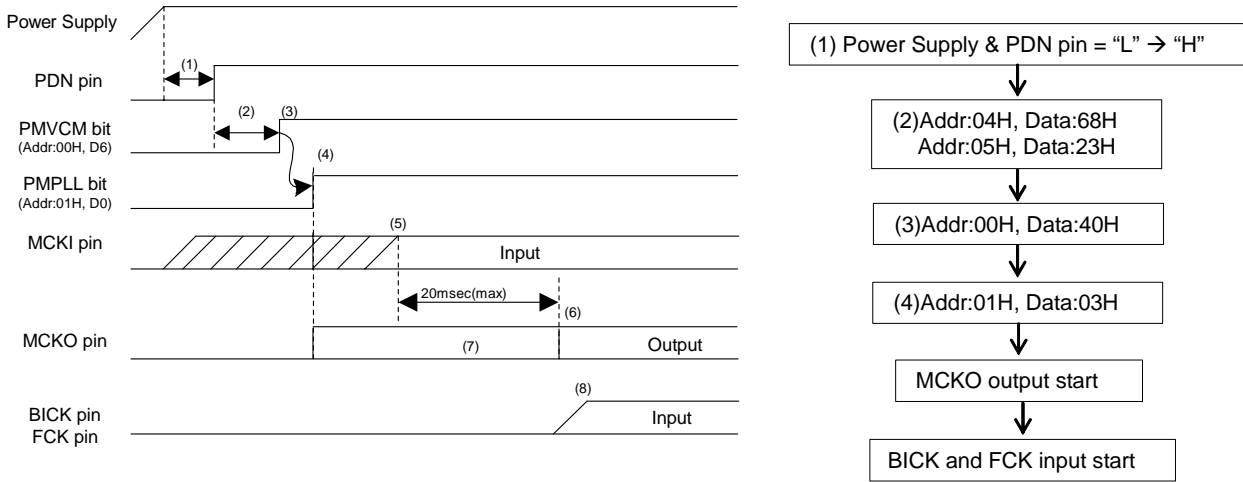 Power Supply
(1)
PDN pin
(2)
(3)
PMVCM bit
(Addr:00H, D6)
(4)
PMPLL bit
(Addr:01H, D0)
(5)
MCKI pin
Input
20msec(max)
(6)
MCKO pin
(7)
Output
(8)
BICK pin
FCK pin
Input
(1) Power Supply & PDN pin = “L” → “H”
(2)Addr:04H, Data:68H
Addr:05H, Data:23H
(3)Addr:00H, Data:40H
(4)Addr:01H, Data:03H
MCKO output start
BICK and FCK input start